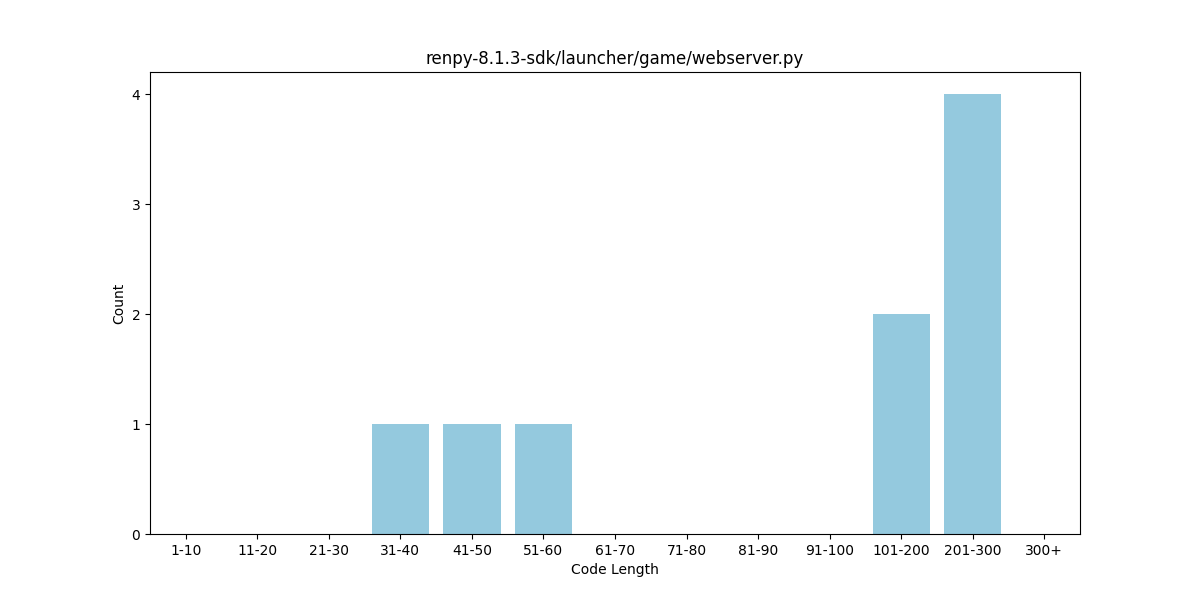 renpy-8.1.3-sdk/launcher/game/webserver.py
4
3
2
1
0
Count
1-10 11-20 21-30 31-40 41-50 51-60 61-70 71-80 81-90 91-100 101-200 201-300 300+
Code Length